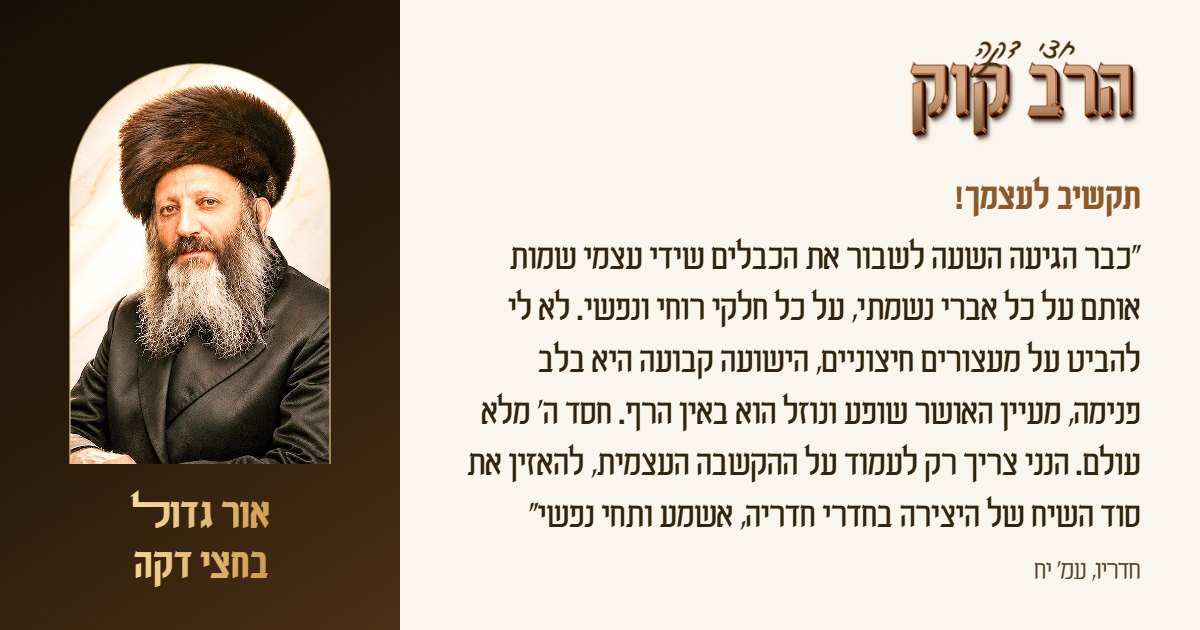 חצי דקה
הרב קוק
תקשיב לעצמך!
"כבר הגיעה השעה לשבור את הכבלים שידי עצמי שמות
אותם על כל אברי נשמתי, על כל חלקי רוחי ונפשי. לא לי
להביט על מעצורים חיצוניים, הישועה קבועה היא בלב
פנימה, מעיין האושר שופע ונוזל הוא באין הרף. חסד ה' מלא
עולם. הנני צריך רק לעמוד על ההקשבה העצמית, להאזין את
סוד השיח של היצירה בחדרי חדריה, אשמע ותחי נפשי"
חדריו, עמ' יח
אור גדול
בחצי דקה